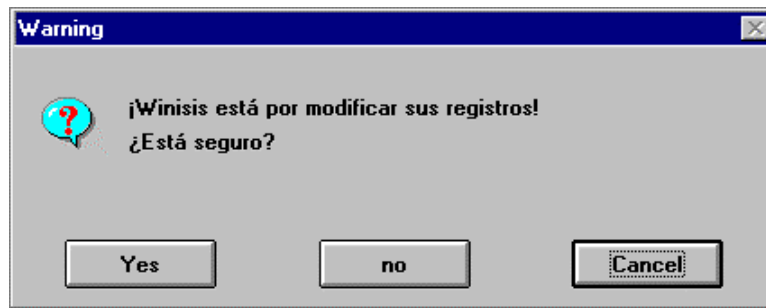 Warning
¡Winisis está por modificar sus registros!
¿Está seguro?
Yes
no
Cancel